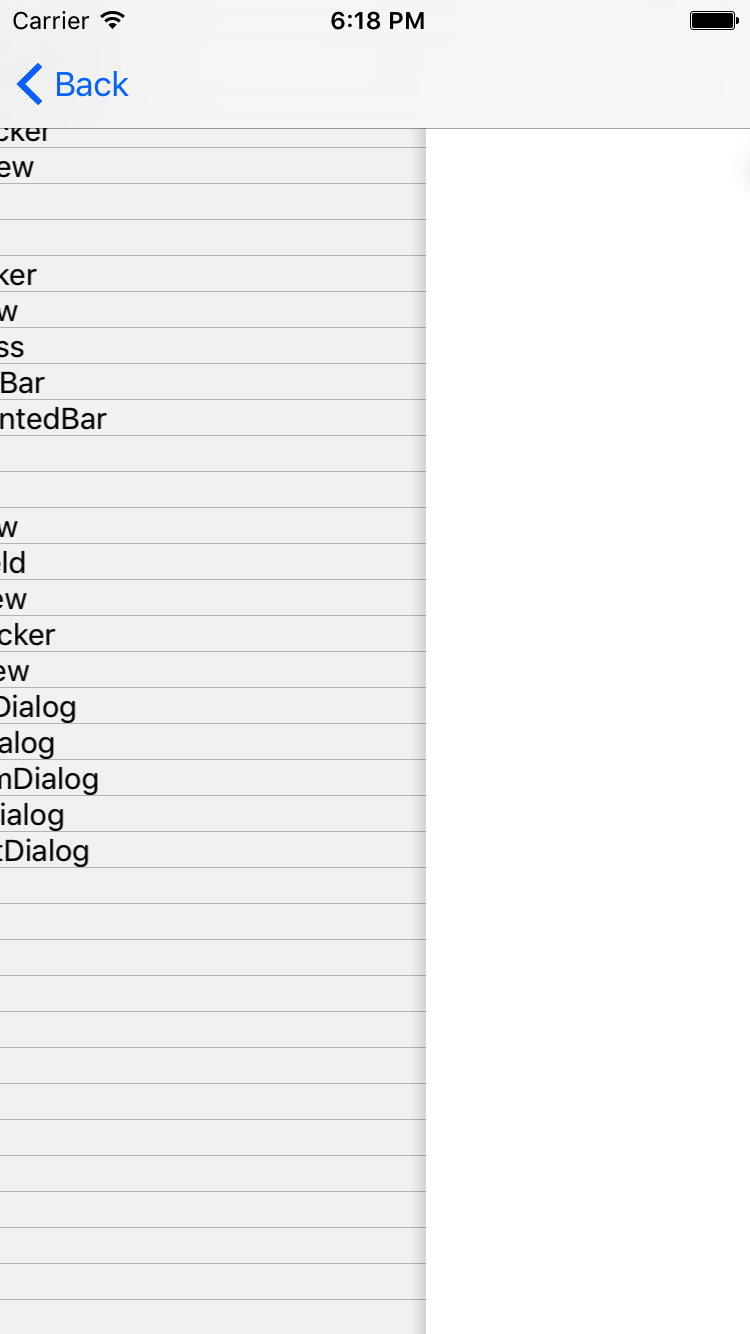 Carrier 6:18 PM
Back
cker
ew
ker
w
ss
Bar
ntedBar
w
ld
ew
cker
ew
Dialog
alog
mDialog
ialog
tDialog